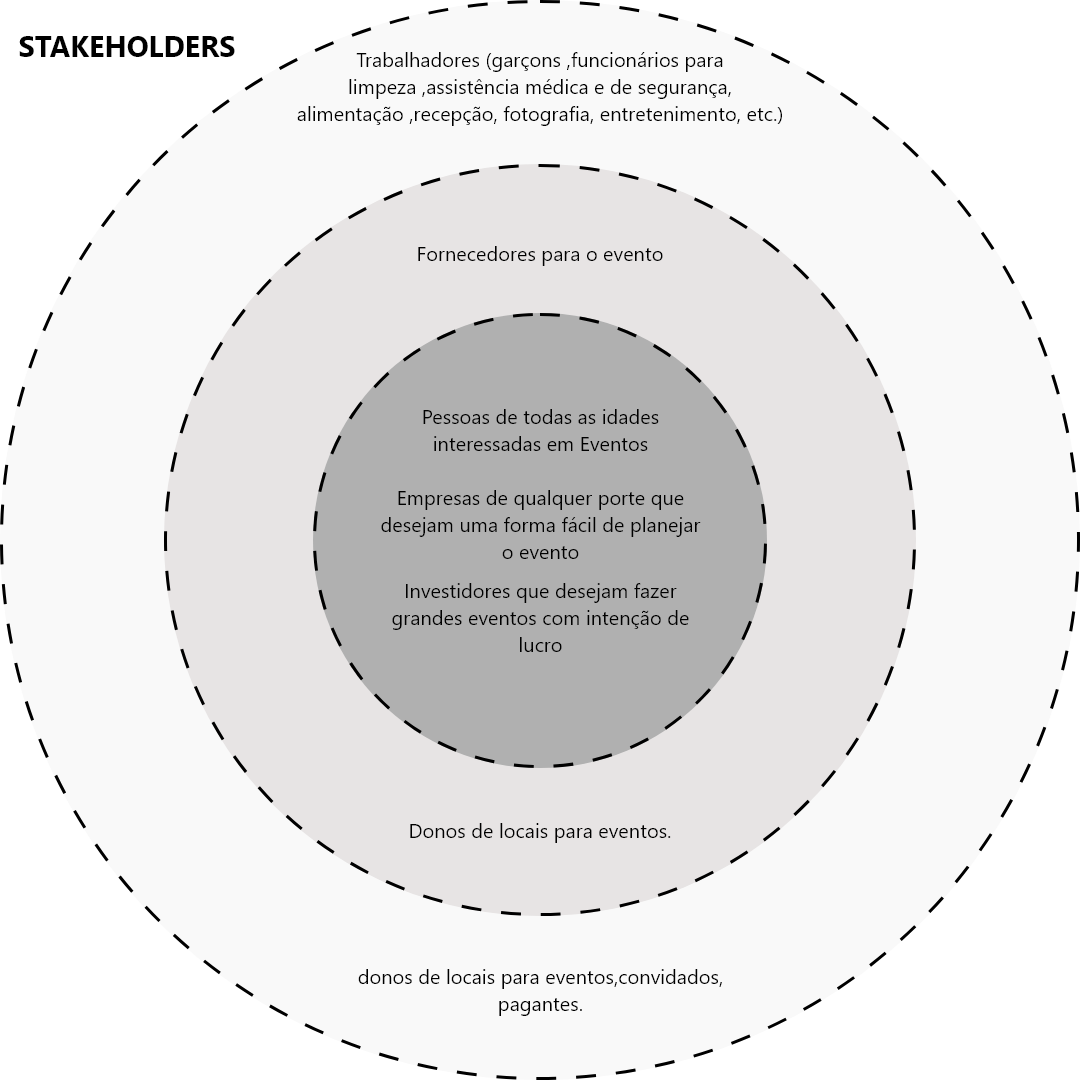 STAKEHOLDERS
Trabalhadores (garçons ,funcionários para
limpeza ,assistência médica e de segurança,
alimentação ,recepção, fotografia, entretenimento, etc.)
Fornecedores para o evento
Pessoas de todas as idades
interessadas em Eventos
Empresas de qualquer porte que
desejam uma forma fácil de planejar
o evento
Investidores que desejam fazer
grandes eventos com intenção de
lucro
Donos de locais para eventos.
donos de locais para eventos,convidados,
pagantes.